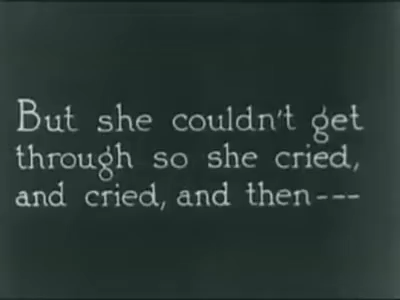 But she couldn't get
through so she cried,
and cried, and then---